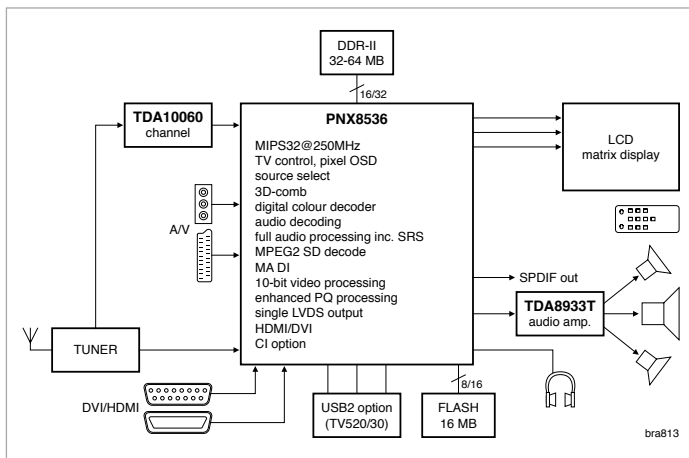 DDR-II
32-64 MB
16/32
TDA10060
channel
PNX8536
MIPS32@250MHz
TV control, pixel OSD
source select
3D-comb
digital colour decoder
audio decoding
full audio processing inc. SRS
MPEG2 SD decode
MA DI
10-bit video processing
enhanced PQ processing
single LVDS output
HDMI/DVI
CI option
LCD
matrix display
A/V
SPDIF out
TDA8933T
audio amp.
TUNER
DVI/HDMI
USB2 option
(TV520/30)
8/16
FLASH
16 MB
bra813